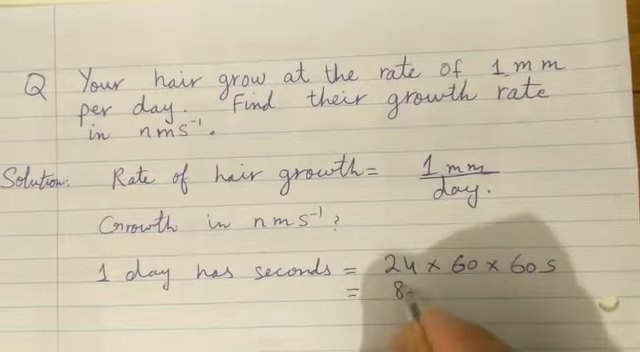 Q Your hair grow at the rate of 1 mm
per day. Find their growth rate
in nms⁻¹.
Solution: Rate of hair growth = 1 mm / day.
Growth in nms⁻¹?
1 day has seconds = 24 × 60 × 60 s
= 8